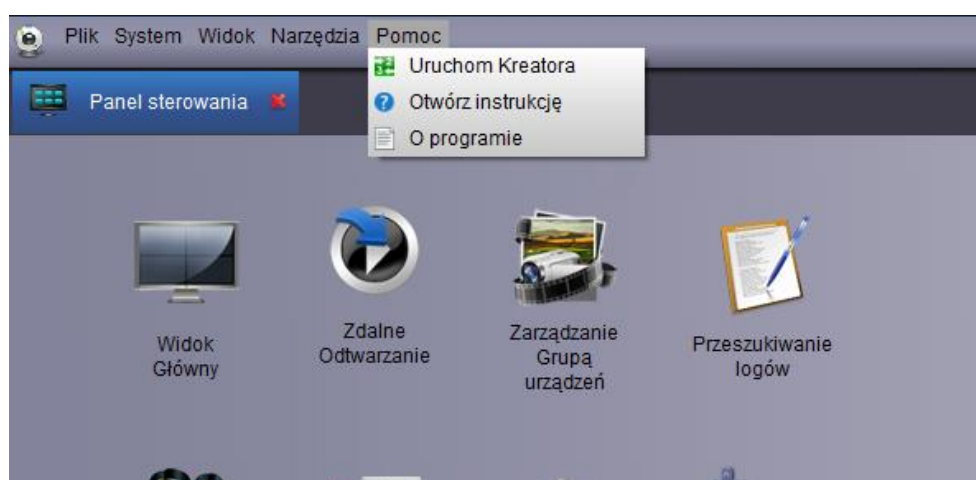 Plik System Widok Narzędzia Pomoc
Uruchom Kreatora
Otwórz instrukcję
O programie
Panel sterowania
Widok
Główny
Zdalne
Odtwarzanie
Zarządzanie
Grupą
urządzeń
Przeszukiwanie
logów